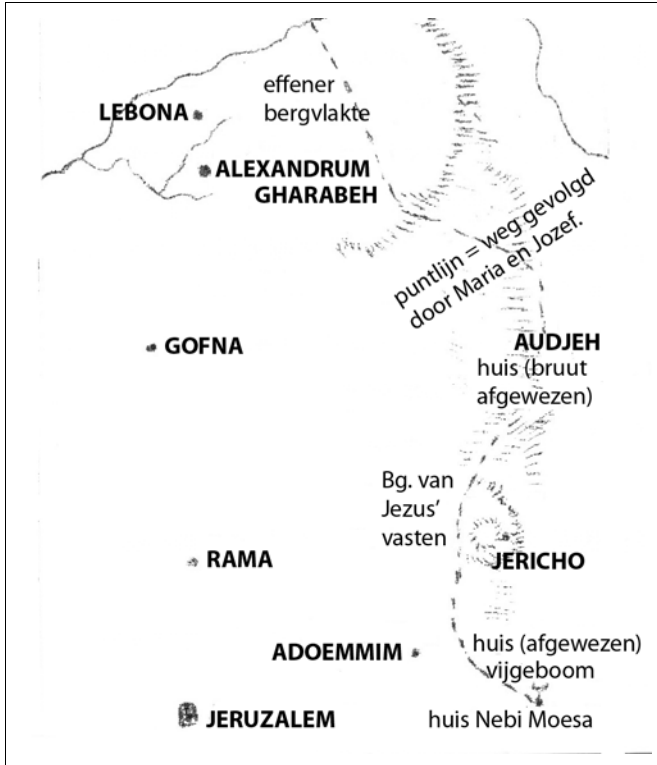 effener
bergvlakte
LEBONA
ALEXANDRUM
GHARABEH
puntlijn = weg gevolgd
door Maria en Jozef.
GOFNA
AUDJEH
huis (bruut
afgewezen)
Bg. van
Jezus'
vasten
RAMA
JERICHO
ADOEMMIM
huis (afgewezen)
vijgeboom
JERUZALEM
huis Nebi Moesa